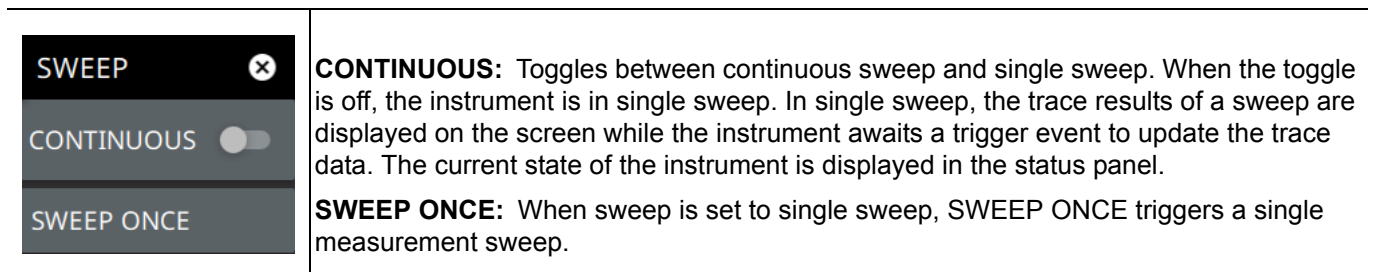 SWEEP
CONTINUOUS
SWEEP ONCE
CONTINUOUS: Toggles between continuous sweep and single sweep. When the toggle
is off, the instrument is in single sweep. In single sweep, the trace results of a sweep are
displayed on the screen while the instrument awaits a trigger event to update the trace
data. The current state of the instrument is displayed in the status panel.
SWEEP ONCE: When sweep is set to single sweep, SWEEP ONCE triggers a single
measurement sweep.